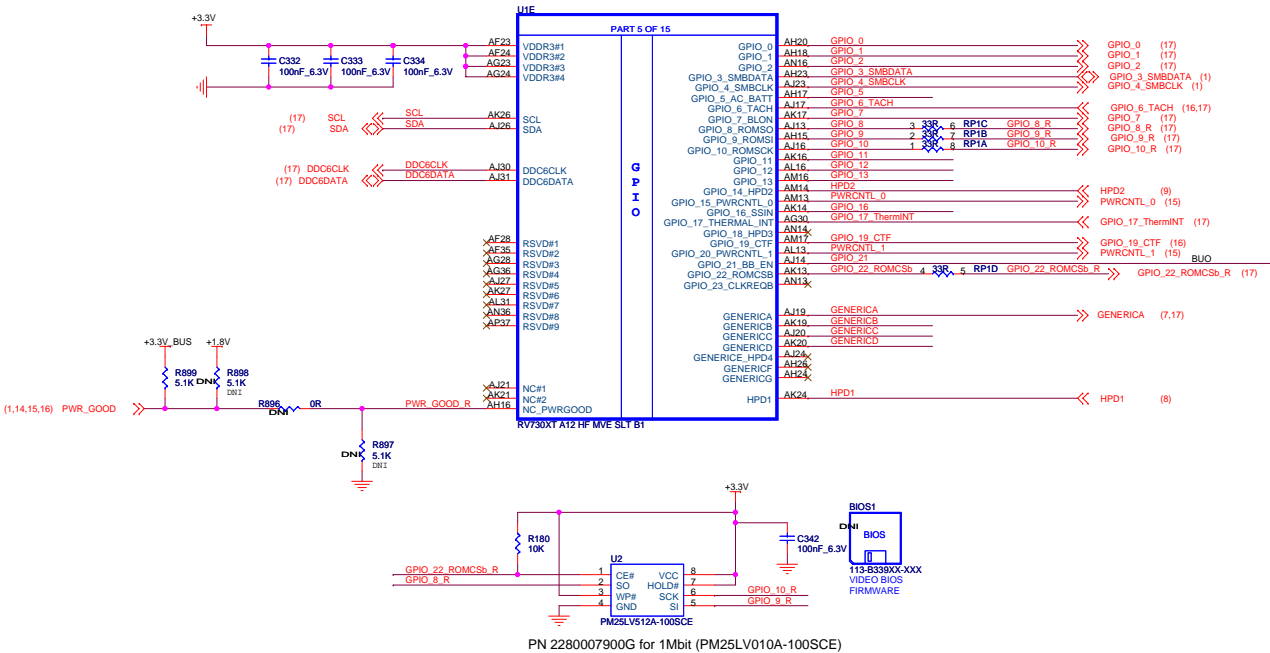 U1E
PART 5 OF 15
+3.3V
C332 100nF_6.3V
C333 100nF_6.3V
C334 100nF_6.3V
AF23 VDDR3#1
AF24 VDDR3#2
AG23 VDDR3#3
AG24 VDDR3#4
(17) SCL SCL AK26 SCL
(17) SDA SDA AJ26 SDA
(17) DDC6CLK DDC6CLK AJ30 DDC6CLK
(17) DDC6DATA DDC6DATA AJ31 DDC6DATA
AF28 RSVD#1
AF35 RSVD#2
AG28 RSVD#3
AG36 RSVD#4
AJ27 RSVD#5
AK27 RSVD#6
AL31 RSVD#7
AN36 RSVD#8
AP37 RSVD#9
AJ21 NC#1
AK21 NC#2
PWR_GOOD_R AH16 NC_PWRGOOD
GPIO
GPIO_0 AH20 GPIO_0 GPIO_0 (17)
GPIO_1 AH18 GPIO_1 GPIO_1 (17)
GPIO_2 AN16 GPIO_2 GPIO_2 (17)
GPIO_3_SMBDATA AH23 GPIO_3_SMBDATA GPIO_3_SMBDATA (1)
GPIO_4_SMBCLK AJ23 GPIO_4_SMBCLK GPIO_4_SMBCLK (1)
GPIO_5_AC_BATT AH17 GPIO_5
GPIO_6_TACH AJ17 GPIO_6_TACH GPIO_6_TACH (16,17)
GPIO_7_BLON AK17 GPIO_7 GPIO_7 (17)
GPIO_8_ROMSO AJ13 GPIO_8 3 33R 6 RP1C GPIO_8_R GPIO_8_R (17)
GPIO_9_ROMSI AH15 GPIO_9 2 33R 7 RP1B GPIO_9_R GPIO_9_R (17)
GPIO_10_ROMSCK AJ16 GPIO_10 1 33R 8 RP1A GPIO_10_R GPIO_10_R (17)
GPIO_11 AK16 GPIO_11
GPIO_12 AL16 GPIO_12
GPIO_13 AM16 GPIO_13
GPIO_14_HPD2 AM14 HPD2 HPD2 (9)
GPIO_15_PWRCNTL_0 AM13 PWRCNTL_0 PWRCNTL_0 (15)
GPIO_16_SSIN AK14 GPIO_16
GPIO_17_THERMAL_INT AG30 GPIO_17_ThermINT GPIO_17_ThermINT (17)
GPIO_18_HPD3 AN14
GPIO_19_CTF AM17 GPIO_19_CTF GPIO_19_CTF (16)
GPIO_20_PWRCNTL_1 AL13 PWRCNTL_1 PWRCNTL_1 (15)
GPIO_21_BB_EN AJ14 GPIO_21 BUO
GPIO_22_ROMCSB AK13 GPIO_22_ROMCSb 4 33R 5 RP1D GPIO_22_ROMCSb_R GPIO_22_ROMCSb_R (17)
GPIO_23_CLKREQB AN13
GENERICA AJ19 GENERICA GENERICA (7,17)
GENERICB AK19 GENERICB
GENERICC AJ20 GENERICC
GENERICD AK20 GENERICD
GENERICE_HPD4 AJ24
GENERICF AH26
GENERICG AH24
HPD1 AK24 HPD1 HPD1 (8)
RV730XT A12 HF MVE SLT B1
+3.3V_BUS
+1.8V
R899 5.1K
DNI R898 5.1K DNI
(1,14,15,16) PWR_GOOD
R896 DNI 0R
DNI R897 5.1K DNI
+3.3V
R180 10K
C342 100nF_6.3V
U2
GPIO_22_ROMCSb_R 1 CE# VCC 8
GPIO_8_R 2 SO HOLD# 7
3 WP# SCK 6 GPIO_10_R
4 GND SI 5 GPIO_9_R
PM25LV512A-100SCE
BIOS1
DNI
BIOS
113-B339XX-XXX
VIDEO BIOS
FIRMWARE
PN 2280007900G for 1Mbit (PM25LV010A-100SCE)